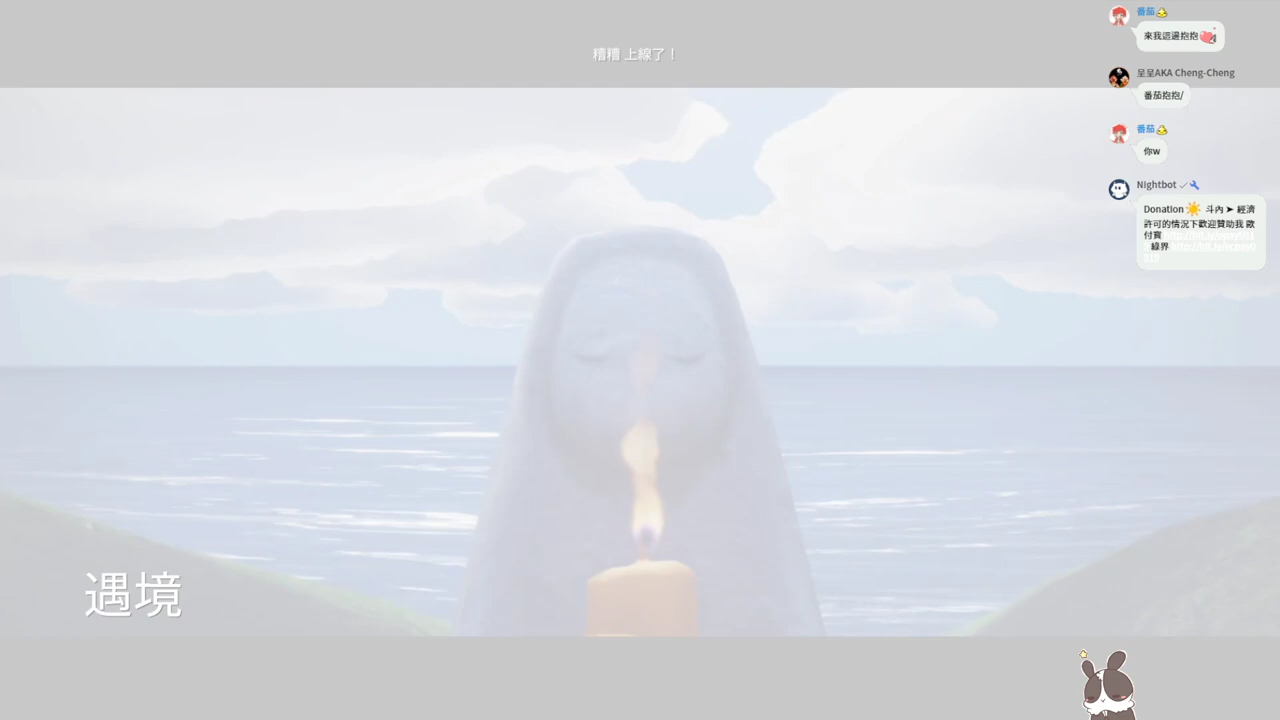 糟糟 上線了！
番茄
來我這邊抱抱
呈呈AKA Cheng-Cheng
番茄抱抱/
番茄
你w
Nightbot
Donation 斗內 ➤ 經濟
許可的情況下歡迎贊助我 歐
付寶
綠界
遇境